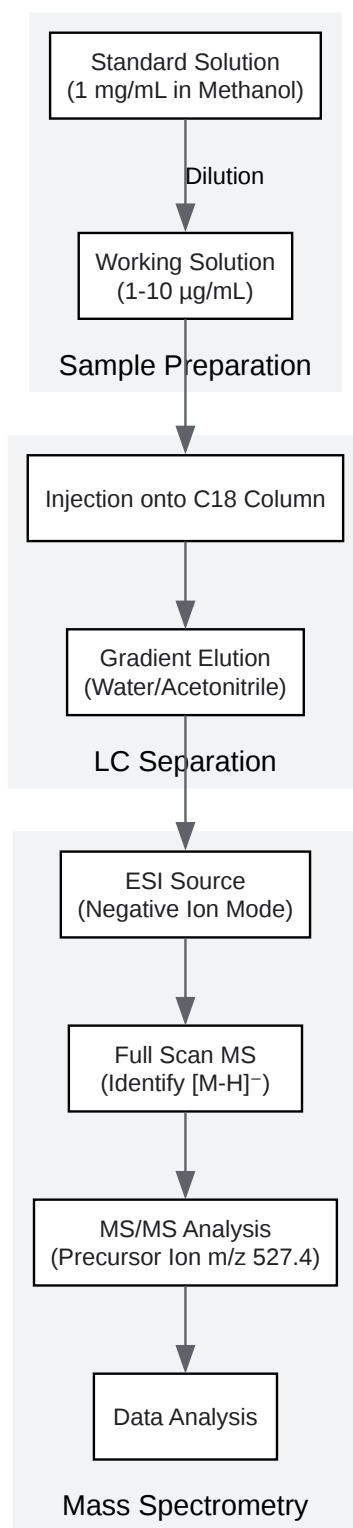 Standard Solution
(1 mg/mL in Methanol)
Dilution
Working Solution
(1-10 µg/mL)
Sample Preparation
Injection onto C18 Column
Gradient Elution
(Water/Acetonitrile)
LC Separation
ESI Source
(Negative Ion Mode)
Full Scan MS
(Identify [M-H]⁻)
MS/MS Analysis
(Precursor Ion m/z 527.4)
Data Analysis
Mass Spectrometry